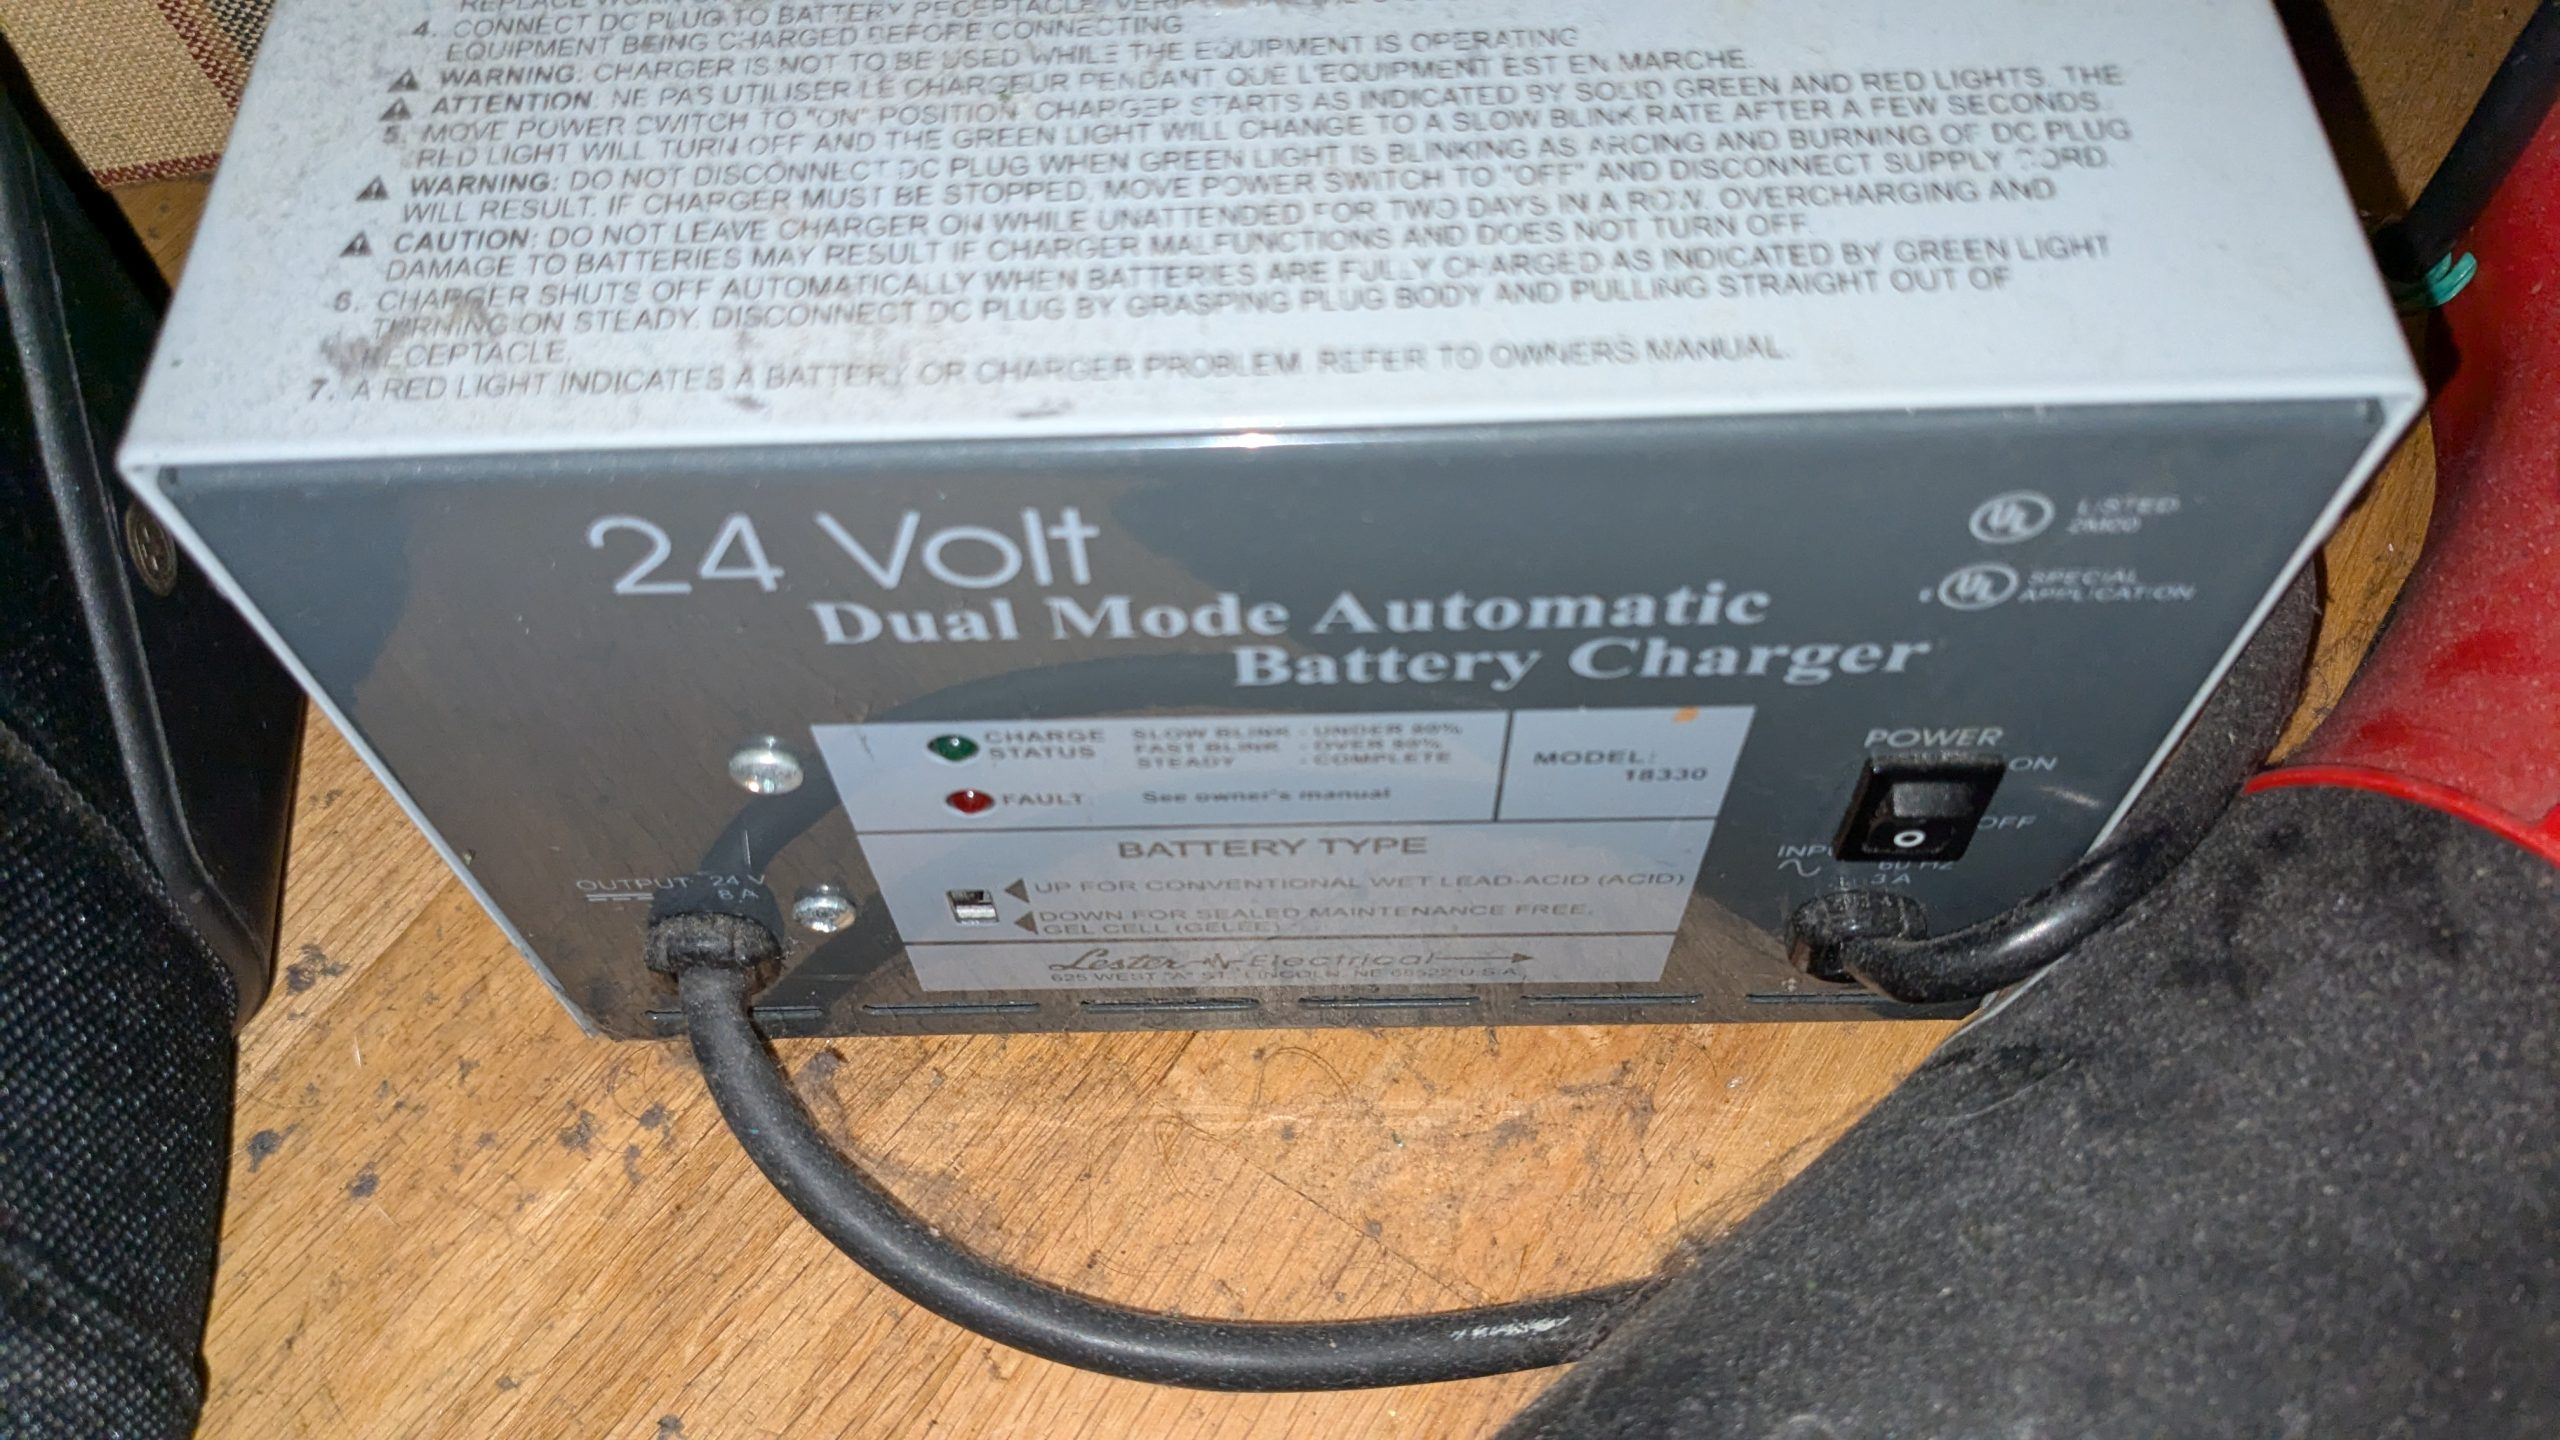 4. CONNECT DC PLUG TO BATTERY RECEPTACLE.
EQUIPMENT BEING CHARGED BEFORE CONNECTING
WARNING: CHARGER IS NOT TO BE USED WHILE THE EQUIPMENT IS OPERATING
ATTENTION: NE PAS UTILISER LE CHARGEUR PENDANT QUE L'EQUIPMENT EST EN MARCHE.
5. MOVE POWER SWITCH TO "ON" POSITION. CHARGER STARTS AS INDICATED BY SOLID GREEN AND RED LIGHTS. THE
RED LIGHT WILL TURN OFF AND THE GREEN LIGHT WILL CHANGE TO A SLOW BLINK RATE AFTER A FEW SECONDS.
WARNING: DO NOT DISCONNECT DC PLUG WHEN GREEN LIGHT IS BLINKING AS ARCING AND BURNING OF DC PLUG
WILL RESULT. IF CHARGER MUST BE STOPPED, MOVE POWER SWITCH TO "OFF" AND DISCONNECT SUPPLY CORD.
CAUTION: DO NOT LEAVE CHARGER ON WHILE UNATTENDED FOR TWO DAYS IN A ROW. OVERCHARGING AND
DAMAGE TO BATTERIES MAY RESULT IF CHARGER MALFUNCTIONS AND DOES NOT TURN OFF.
6. CHARGER SHUTS OFF AUTOMATICALLY WHEN BATTERIES ARE FULLY CHARGED AS INDICATED BY GREEN LIGHT
TURNING ON STEADY. DISCONNECT DC PLUG BY GRASPING PLUG BODY AND PULLING STRAIGHT OUT OF
RECEPTACLE.
7. A RED LIGHT INDICATES A BATTERY OR CHARGER PROBLEM. REFER TO OWNERS MANUAL.
24 Volt
Dual Mode Automatic
Battery Charger
UL LISTED
2M00
UL SPECIAL
APPLICATION
CHARGE STATUS
SLOW BLINK - UNDER 80%
FAST BLINK - OVER 80%
STEADY - COMPLETE
FAULT See owner's manual
MODEL:
18330
POWER
ON
OFF
BATTERY TYPE
UP FOR CONVENTIONAL WET LEAD-ACID (ACID)
DOWN FOR SEALED MAINTENANCE FREE,
GEL CELL (GELEE)
Lester Electrical
625 WEST "A" ST., LINCOLN, NE 68522 U.S.A.
OUTPUT 24 V
8 A
60 HZ
3 A